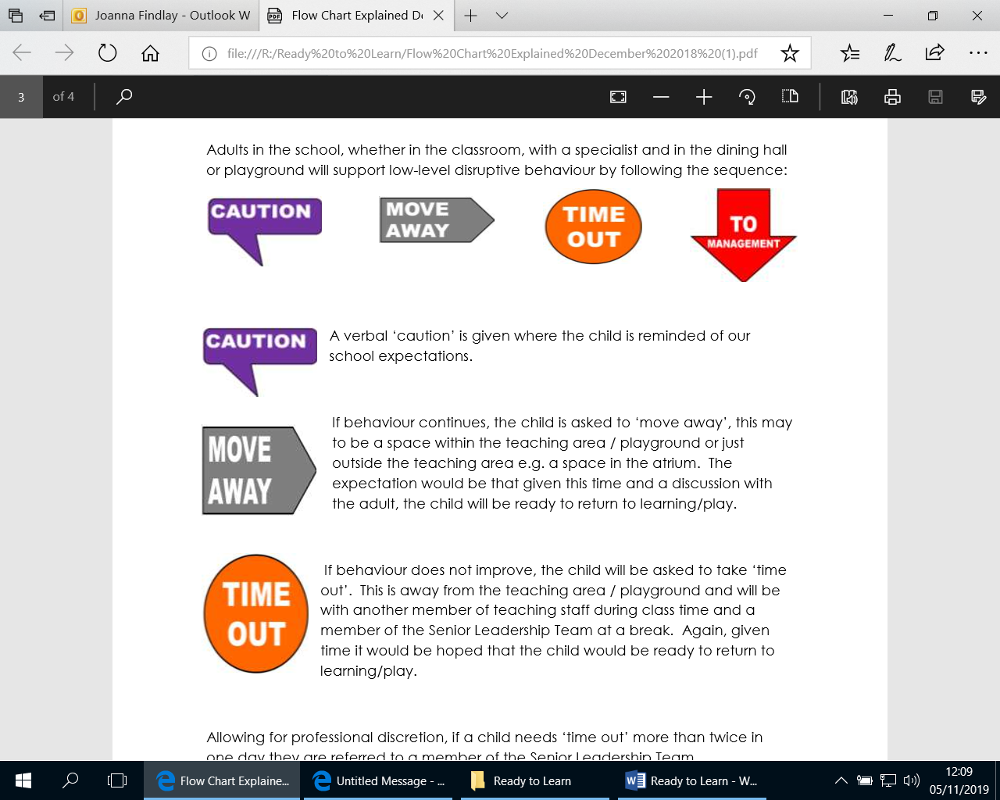 Joanna Findlay - Outlook W
Flow Chart Explained De
file:///R:/Ready%20to%20Learn/Flow%20Chart%20Explained%20December%202018%20(1).pdf
3 of 4
Adults in the school, whether in the classroom, with a specialist and in the dining hall
or playground will support low-level disruptive behaviour by following the sequence:
CAUTION
MOVE
AWAY
TIME
OUT
TO
MANAGEMENT
CAUTION
A verbal ‘caution’ is given where the child is reminded of our
school expectations.
MOVE
AWAY
If behaviour continues, the child is asked to ‘move away’, this may
to be a space within the teaching area / playground or just
outside the teaching area e.g. a space in the atrium.  The
expectation would be that given this time and a discussion with
the adult, the child will be ready to return to learning/play.
TIME
OUT
If behaviour does not improve, the child will be asked to take ‘time
out’.  This is away from the teaching area / playground and will be
with another member of teaching staff during class time and a
member of the Senior Leadership Team at a break.  Again, given
time it would be hoped that the child would be ready to return to
learning/play.
Allowing for professional discretion, if a child needs ‘time out’ more than twice in
one day they are referred to a member of the Senior Leadership Team
Flow Chart Explaine...
Untitled Message - ...
Ready to Learn
Ready to Learn - W...
12:09
05/11/2019